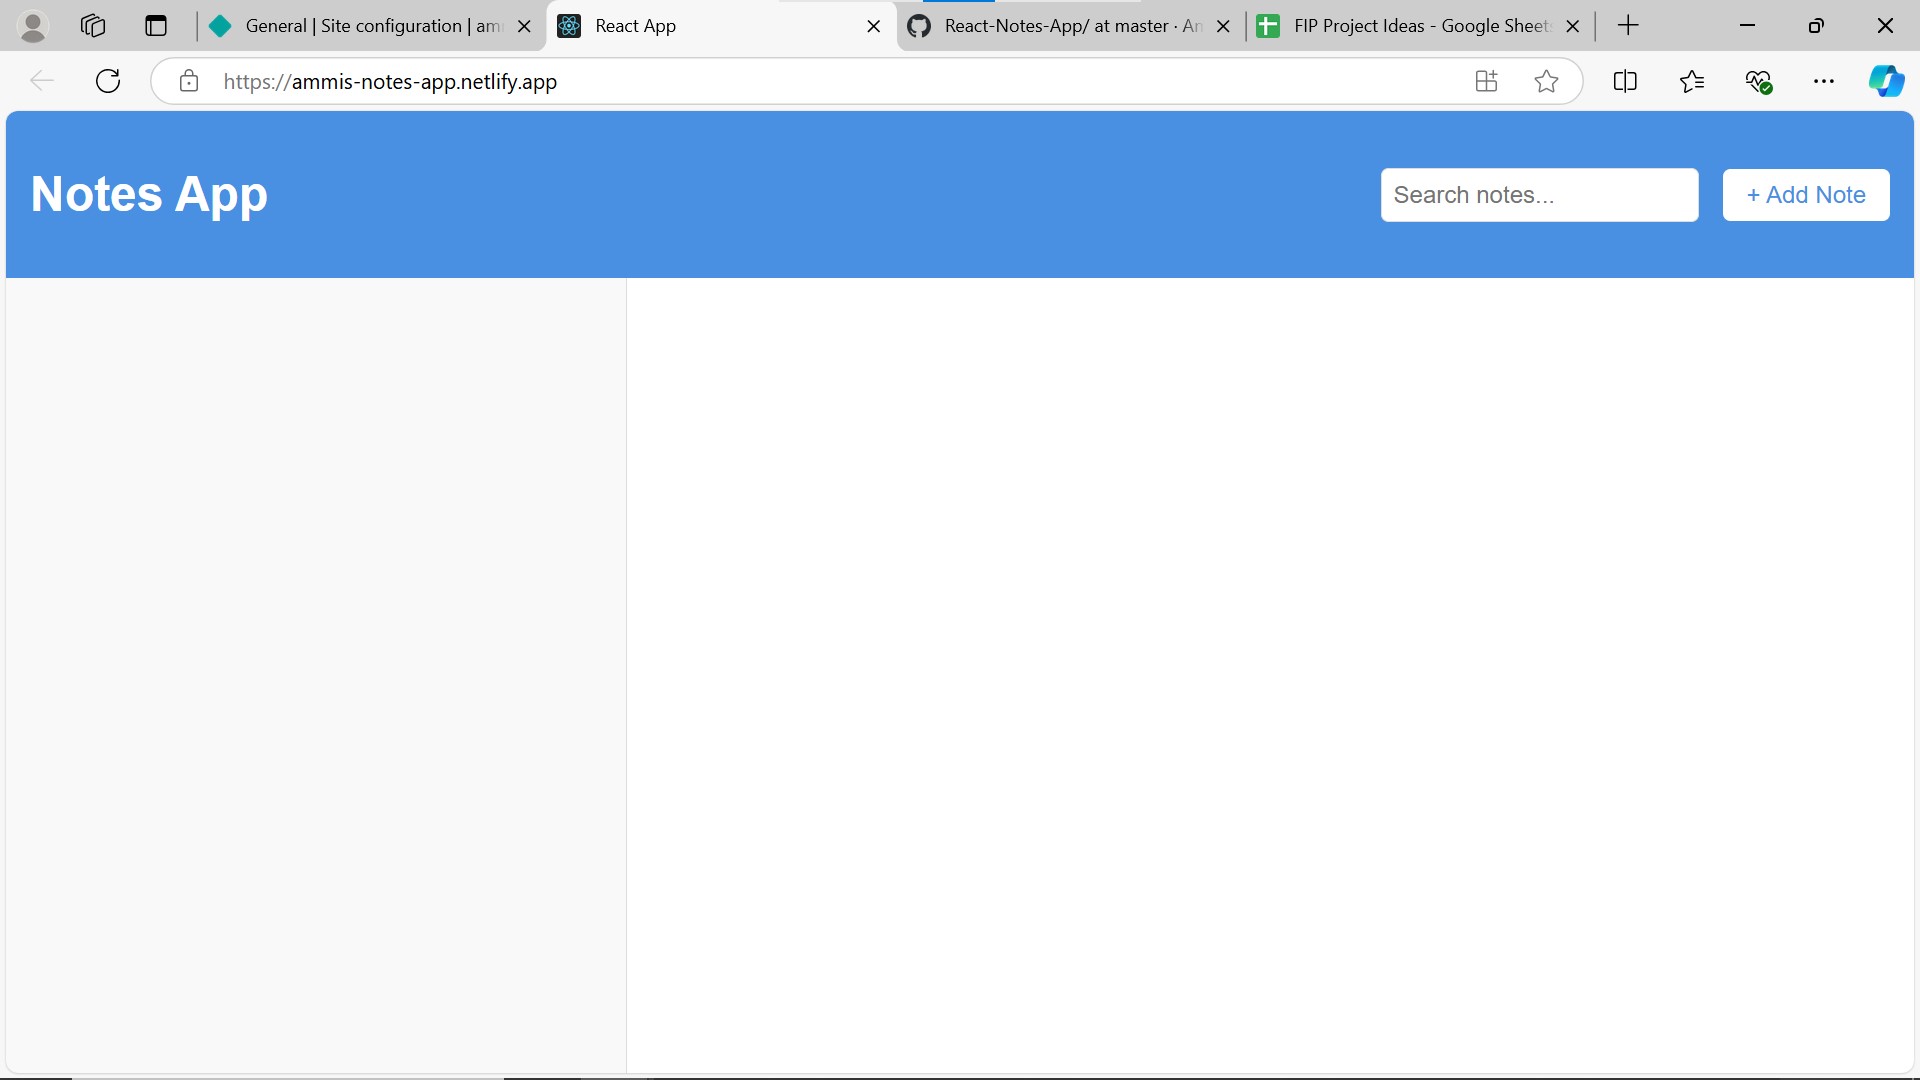 General | Site configuration | am
React App
React-Notes-App/ at master · An
FIP Project Ideas - Google Sheets
https://ammis-notes-app.netlify.app
Notes App
Search notes...
+ Add Note